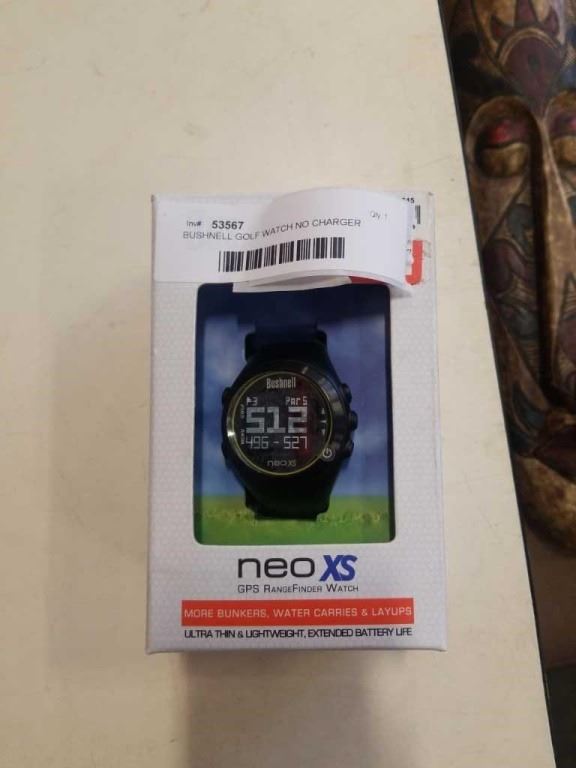 Inv# 53567
Qty 1
BUSHNELL GOLF WATCH NO CHARGER
Bushnell
3 PAR 5
512
496 - 527
neo XS
neo XS
GPS RANGEFINDER WATCH
MORE BUNKERS, WATER CARRIES & LAYUPS
ULTRA THIN & LIGHTWEIGHT, EXTENDED BATTERY LIFE